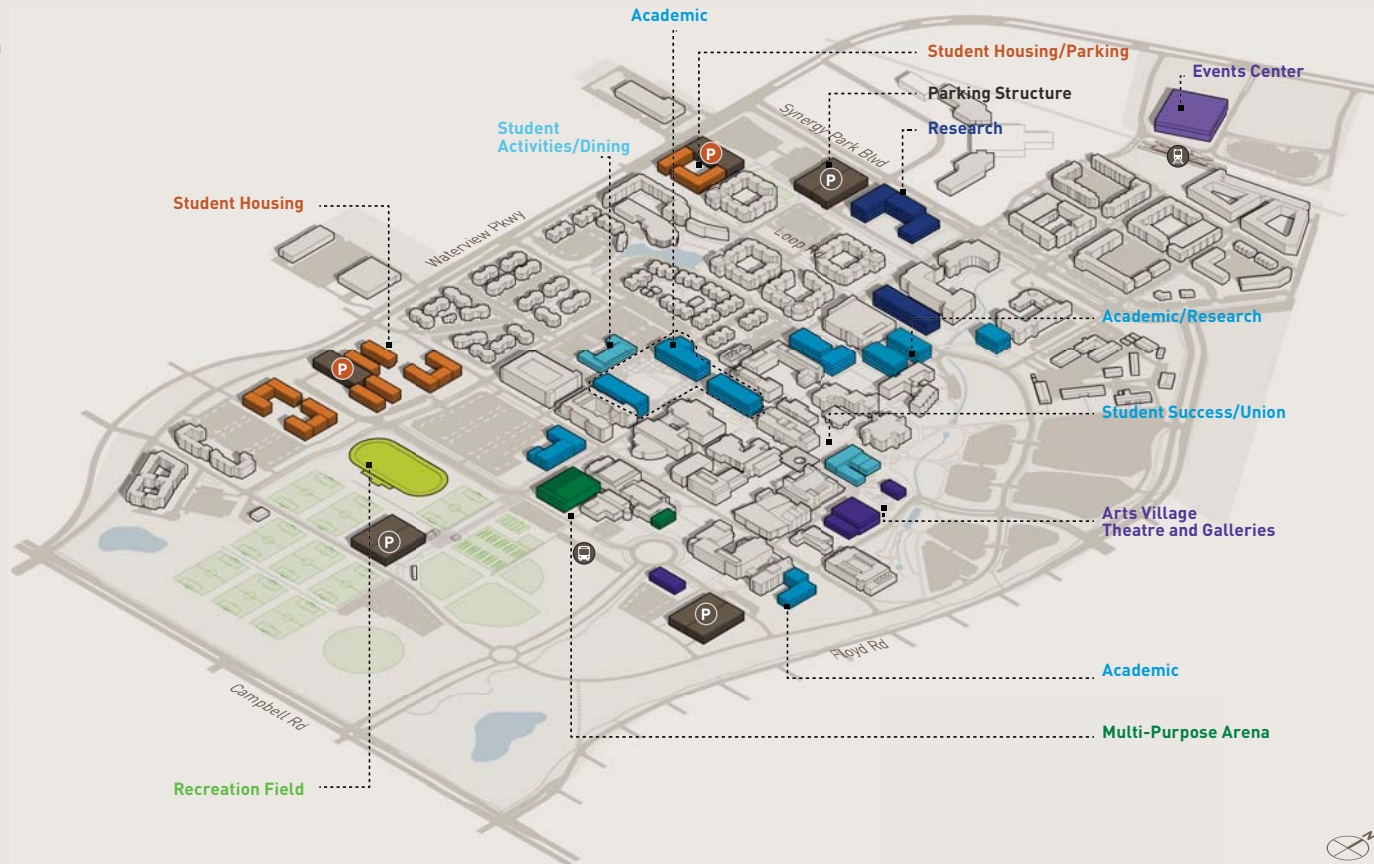 Academic
Student Housing/Parking
Events Center
Parking Structure
Synergy Park Blvd
Research
Student
Activities/Dining
P
P
Student Housing
Waterview Pkwy
Loop Rd
Academic/Research
P
Student Success/Union
Arts Village
Theatre and Galleries
P
P
Floyd Rd
Academic
Campbell Rd
Multi-Purpose Arena
Recreation Field
N